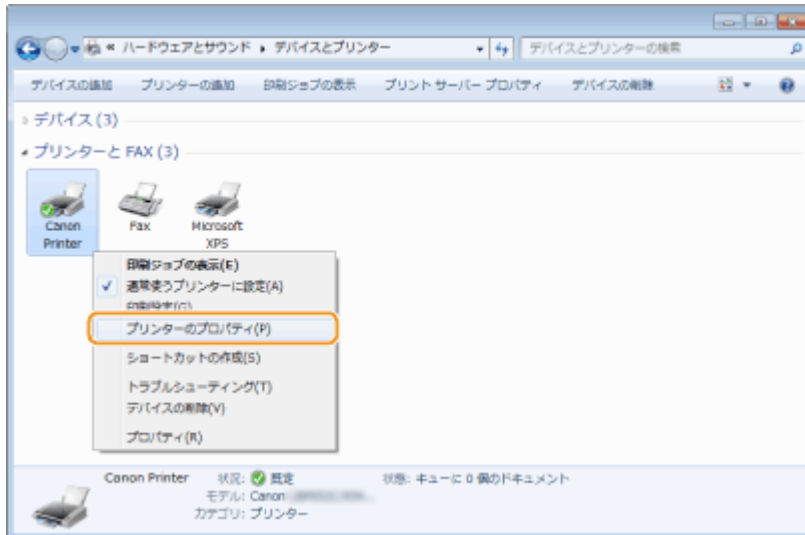 « ハードウェアとサウンド ▸ デバイスとプリンター
デバイスとプリンターの検索
デバイスの追加 プリンターの追加 印刷ジョブの表示 プリント サーバー プロパティ デバイスの削除
デバイス (3)
プリンターと FAX (3)
Canon Printer
Fax
Microsoft XPS
印刷ジョブの表示(E)
通常使うプリンターに設定(A)
印刷設定(G)
プリンターのプロパティ(P)
ショートカットの作成(S)
トラブルシューティング(T)
デバイスの削除(V)
プロパティ(R)
Canon Printer 状況: 既定 状態: キューに 0 個のドキュメント
モデル: Canon
カテゴリ: プリンター